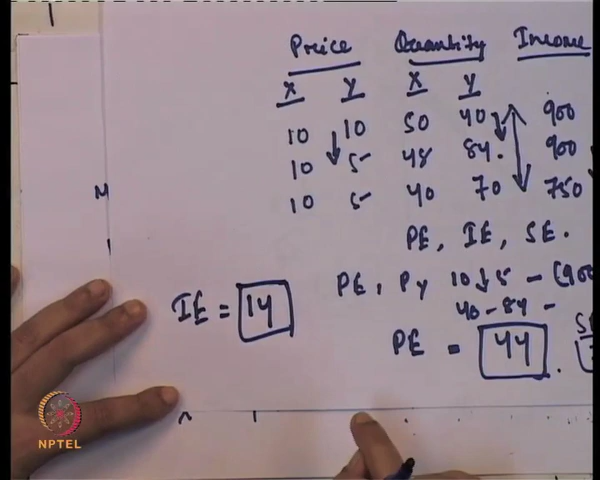 Price Quantity Income
X Y X Y
10 10 50 40 900
10 5 48 84 900
10 5 40 70 750
PE, IE, SE.
PE, Py 10 ↓ 5 - (900
40 - 84 -
IE = 14
PE = 44.
NPTEL